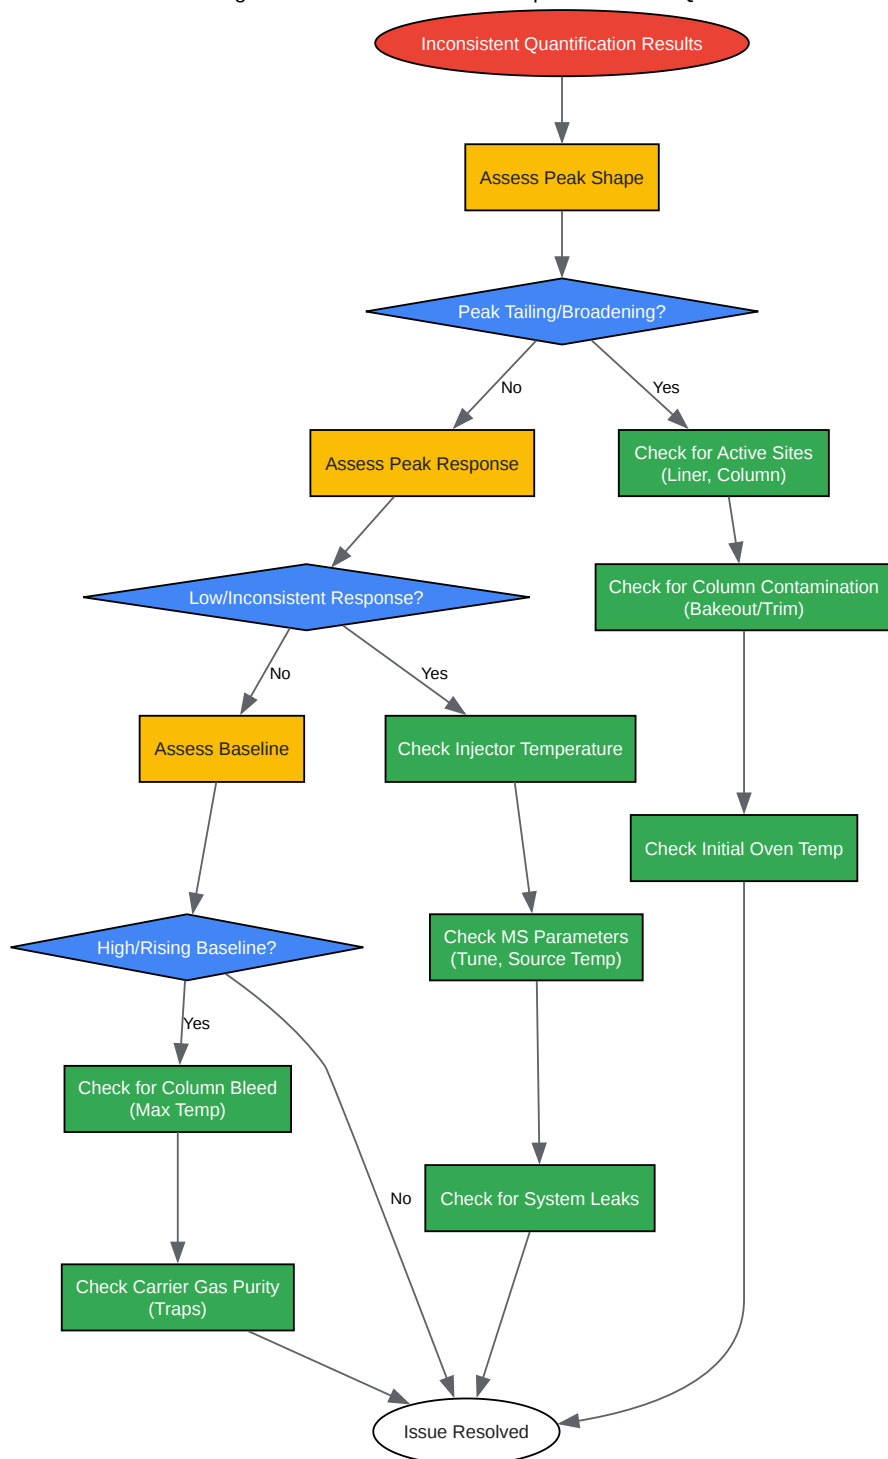 Inconsistent Quantification Results
Assess Peak Shape
Peak Tailing/Broadening?
No
Yes
Assess Peak Response
Check for Active Sites
(Liner, Column)
Low/Inconsistent Response?
Check for Column Contamination
(Bakeout/Trim)
No
Yes
Assess Baseline
Check Injector Temperature
Check Initial Oven Temp
High/Rising Baseline?
Check MS Parameters
(Tune, Source Temp)
Yes
Check for Column Bleed
(Max Temp)
No
Check for System Leaks
Check Carrier Gas Purity
(Traps)
Issue Resolved